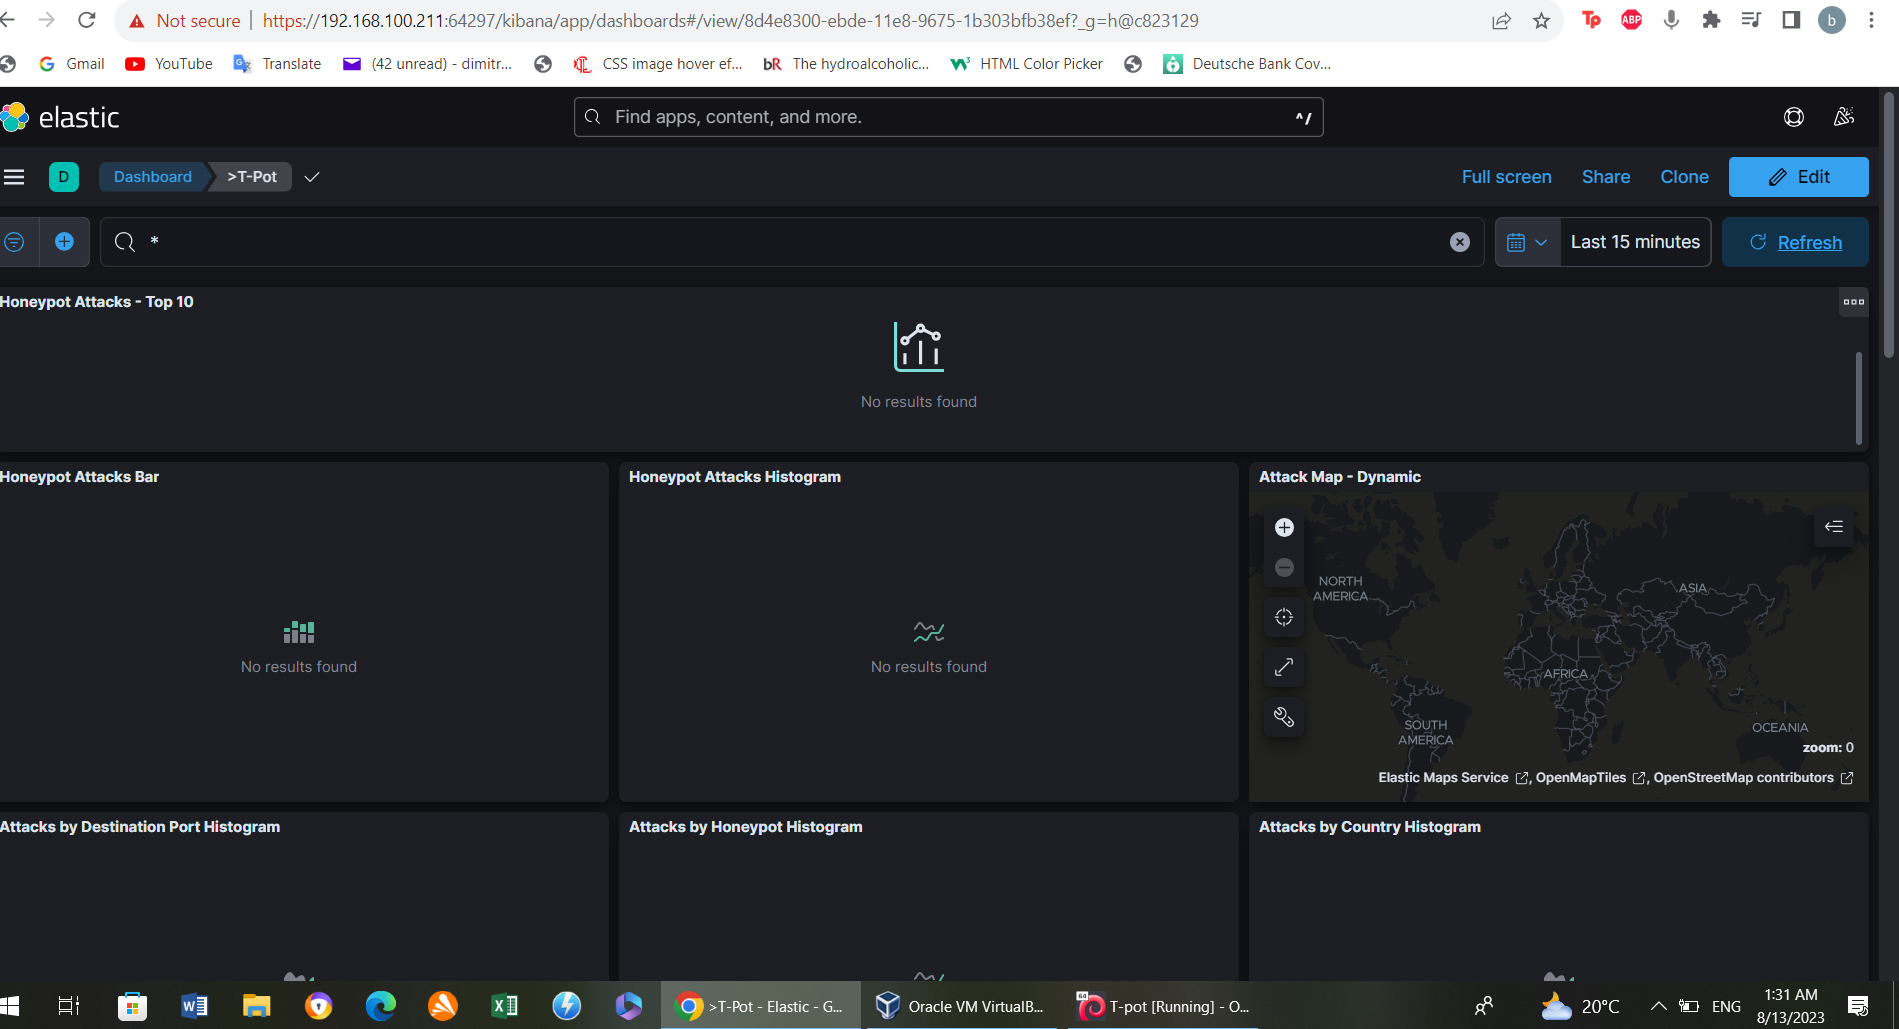 Not secure | https://192.168.100.211:64297/kibana/app/dashboards#/view/8d4e8300-ebde-11e8-9675-1b303bfb38ef?_g=h@c823129
Tp ABP b
Gmail YouTube Translate (42 unread) - dimitr... CSS image hover ef... bR The hydroalcoholic... HTML Color Picker Deutsche Bank Cov...
elastic Find apps, content, and more. ^/
D Dashboard >T-Pot Full screen Share Clone Edit
* Last 15 minutes Refresh
Honeypot Attacks - Top 10
No results found
Honeypot Attacks Bar
No results found
Honeypot Attacks Histogram
No results found
Attack Map - Dynamic
NORTH
AMERICA
ASIA
AFRICA
SOUTH
AMERICA
OCEANIA
zoom: 0
Elastic Maps Service , OpenMapTiles , OpenStreetMap contributors
Attacks by Destination Port Histogram
Attacks by Honeypot Histogram
Attacks by Country Histogram
>T-Pot - Elastic - G... Oracle VM VirtualB... 64 T-pot [Running] - O... 20°C ENG 1:31 AM
8/13/2023